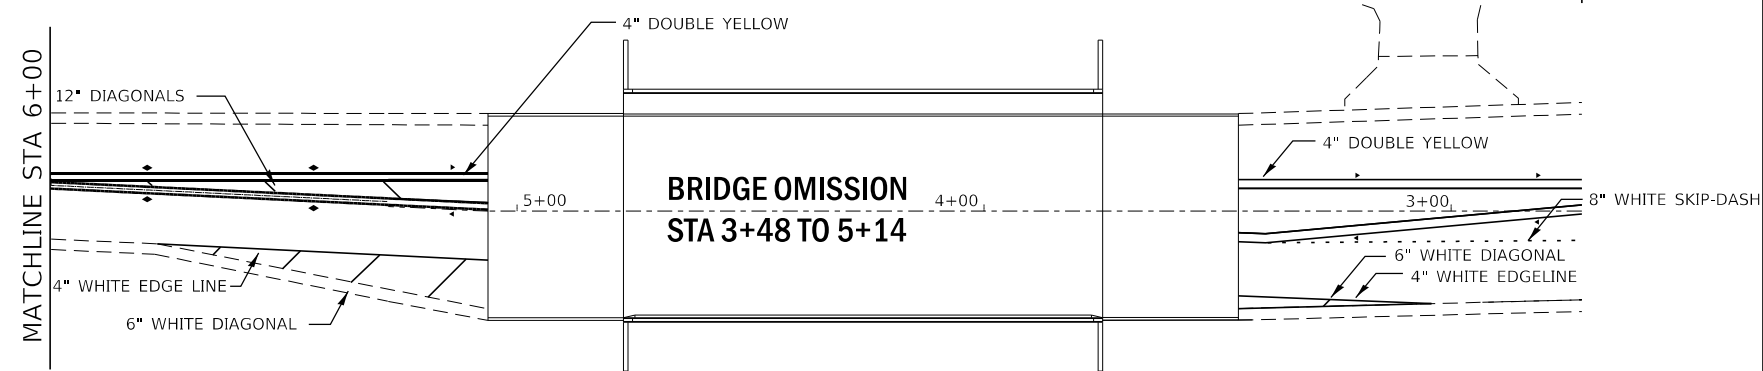 MATCHLINE STA 6+00
4" DOUBLE YELLOW
12" DIAGONALS
4" DOUBLE YELLOW
BRIDGE OMISSION
STA 3+48 TO 5+14
5+00
4+00
3+00
8" WHITE SKIP-DASH
6" WHITE DIAGONAL
4" WHITE EDGELINE
4" WHITE EDGE LINE
6" WHITE DIAGONAL